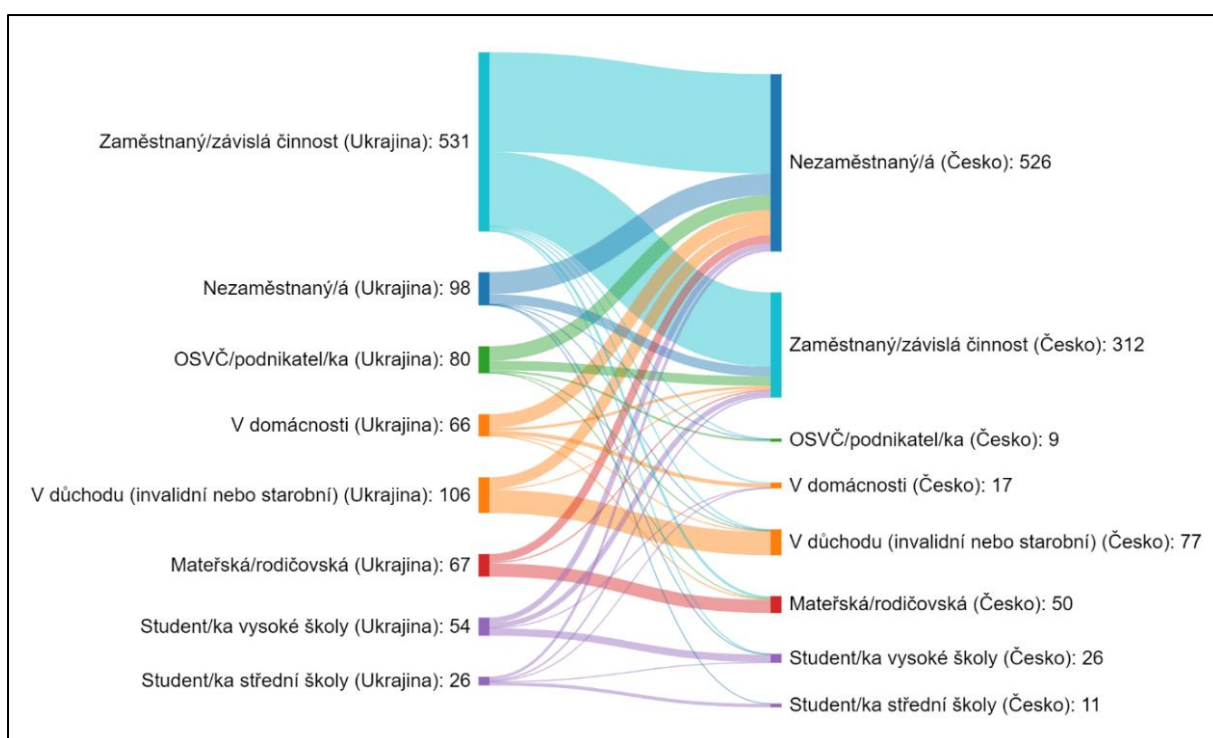 Zaměstnaný/závislá činnost (Ukrajina): 531
Nezaměstnaný/á (Ukrajina): 98
OSVČ/podnikatel/ka (Ukrajina): 80
V domácnosti (Ukrajina): 66
V důchodu (invalidní nebo starobní) (Ukrajina): 106
Mateřská/rodičovská (Ukrajina): 67
Student/ka vysoké školy (Ukrajina): 54
Student/ka střední školy (Ukrajina): 26
Nezaměstnaný/á (Česko): 526
Zaměstnaný/závislá činnost (Česko): 312
OSVČ/podnikatel/ka (Česko): 9
V domácnosti (Česko): 17
V důchodu (invalidní nebo starobní) (Česko): 77
Mateřská/rodičovská (Česko): 50
Student/ka vysoké školy (Česko): 26
Student/ka střední školy (Česko): 11